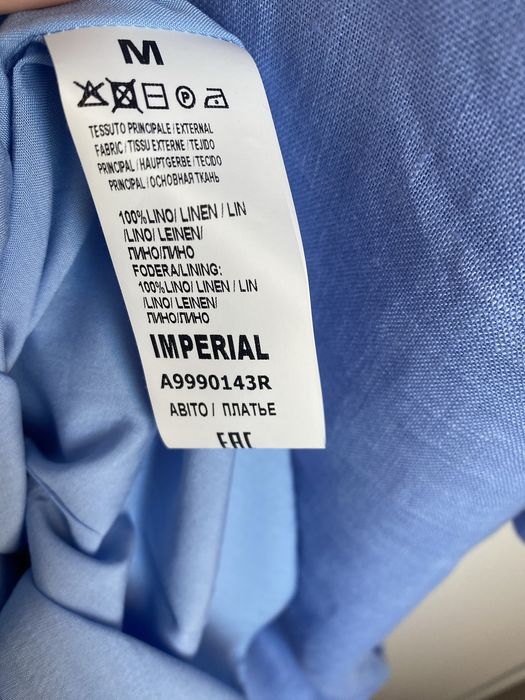 M
P
TESSUTO PRINCIPALE/EXTERNAL
FABRIC/TISSU EXTERNE/TEJIDO
PRINCIPAL/HAUPTGERBE/TECIDO
PRINCIPAL/ОСНОВНАЯ ТКАНЬ
100%LINO/ LINEN / LIN
/LINO/ LEINEN/
ЛИНО/ЛИНО
FODERA/LINING:
100%LINO/ LINEN / LIN
/LINO/ LEINEN/
ЛИНО/ЛИНО
IMPERIAL
A9990143R
ABITO / ПЛАТЬЕ
EAC